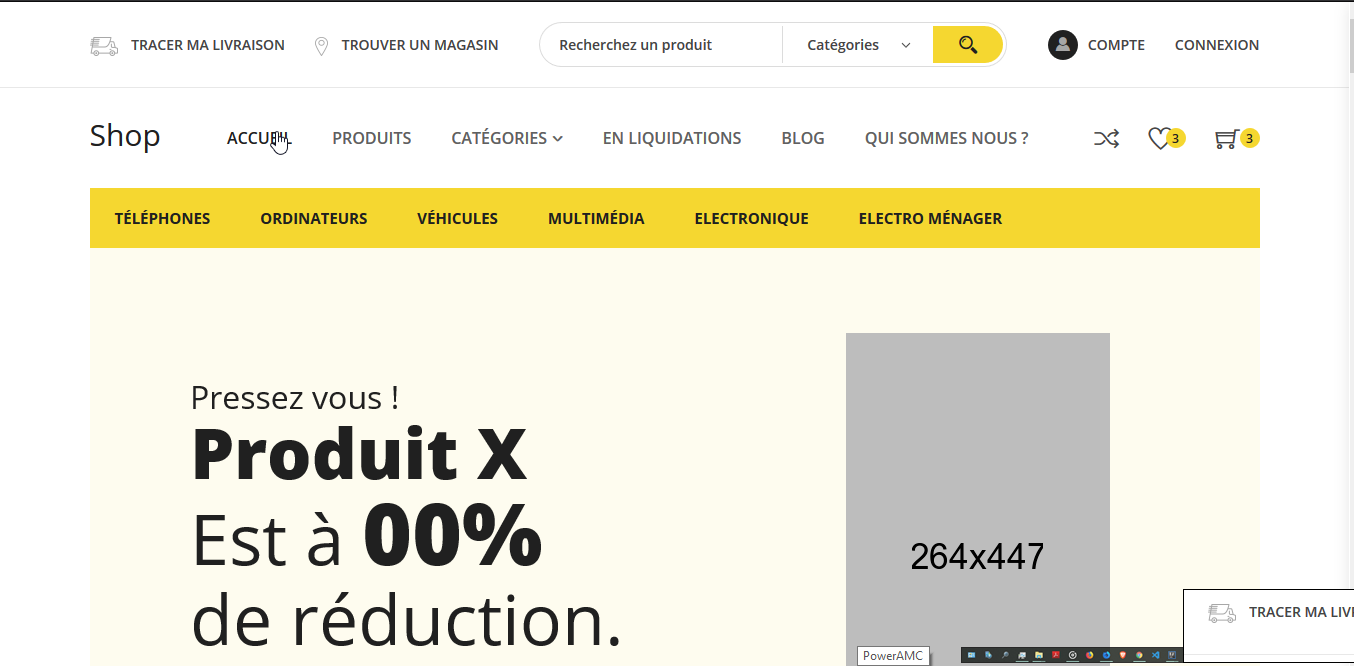 TRACER MA LIVRAISON TROUVER UN MAGASIN Recherchez un produit Catégories COMPTE CONNEXION
Shop PRODUITS CATÉGORIES EN LIQUIDATIONS BLOG QUI SOMMES NOUS ? 3 3
TÉLÉPHONES ORDINATEURS VÉHICULES MULTIMÉDIA ELECTRONIQUE ELECTRO MÉNAGER
Pressez vous !
Produit X
Est à 00%
de réduction.
264x447
TRACER MA LIVR
PowerAMC